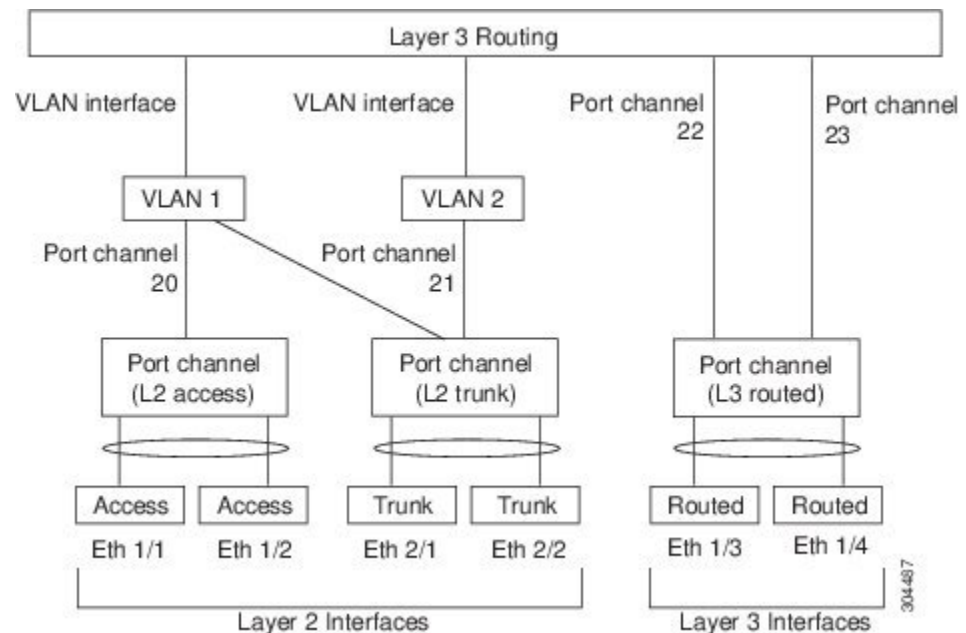 Layer 3 Routing
VLAN interface
VLAN interface
Port channel
22
Port channel
23
VLAN 1
VLAN 2
Port channel
20
Port channel
21
Port channel
(L2 access)
Port channel
(L2 trunk)
Port channel
(L3 routed)
Access
Access
Trunk
Trunk
Routed
Routed
Eth 1/1
Eth 1/2
Eth 2/1
Eth 2/2
Eth 1/3
Eth 1/4
Layer 2 Interfaces
Layer 3 Interfaces
304487